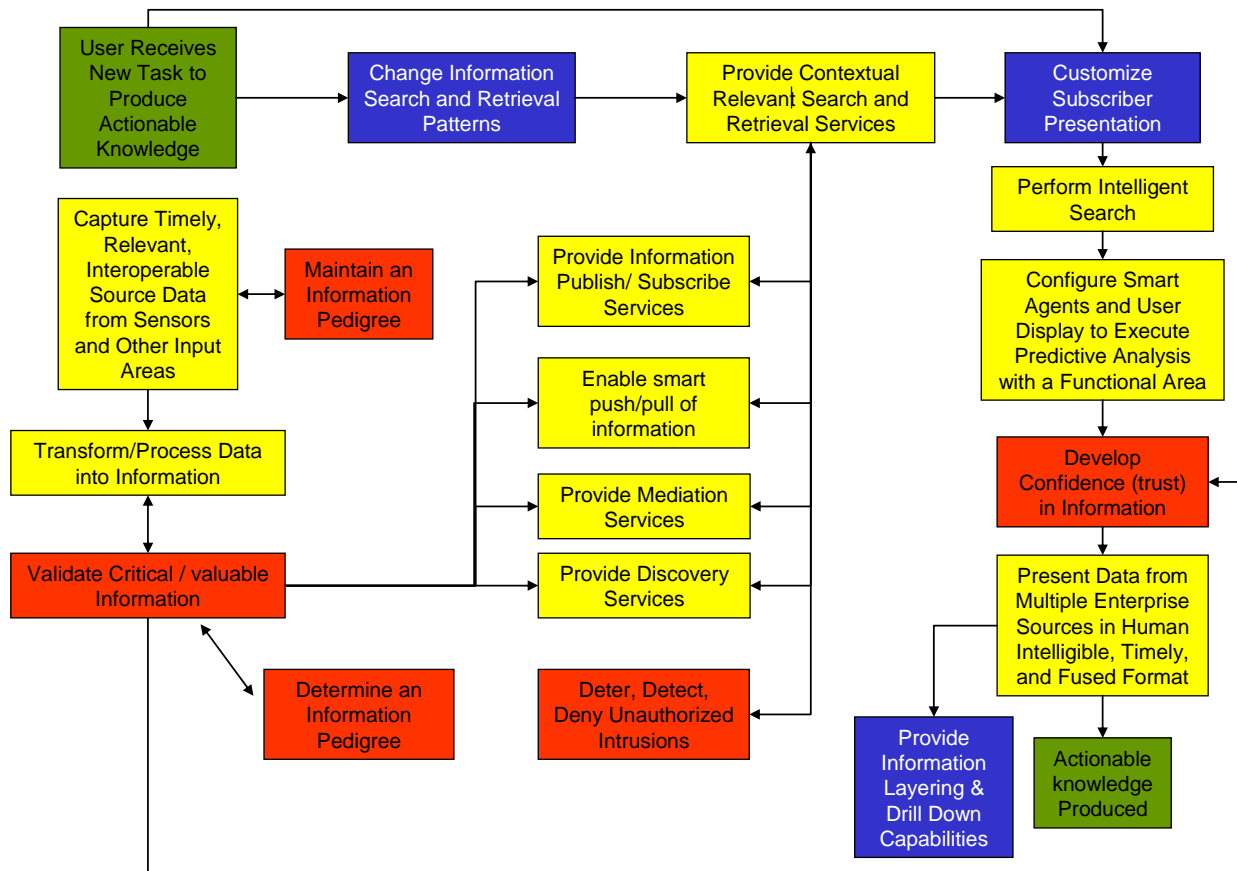 User Receives
New Task to
Produce
Actionable
Knowledge
Change Information
Search and Retrieval
Patterns
Provide Contextual
Relevant Search and
Retrieval Services
Customize
Subscriber
Presentation
Perform Intelligent
Search
Capture Timely,
Relevant,
Interoperable
Source Data
from Sensors
and Other Input
Areas
Maintain an
Information
Pedigree
Provide Information
Publish/ Subscribe
Services
Configure Smart
Agents and User
Display to Execute
Predictive Analysis
with a Functional Area
Enable smart
push/pull of
information
Transform/Process Data
into Information
Develop
Confidence (trust)
in Information
Provide Mediation
Services
Validate Critical / valuable
Information
Provide Discovery
Services
Present Data from
Multiple Enterprise
Sources in Human
Intelligible, Timely,
and Fused Format
Determine an
Information
Pedigree
Deter, Detect,
Deny Unauthorized
Intrusions
Provide
Information
Layering &
Drill Down
Capabilities
Actionable
knowledge
Produced